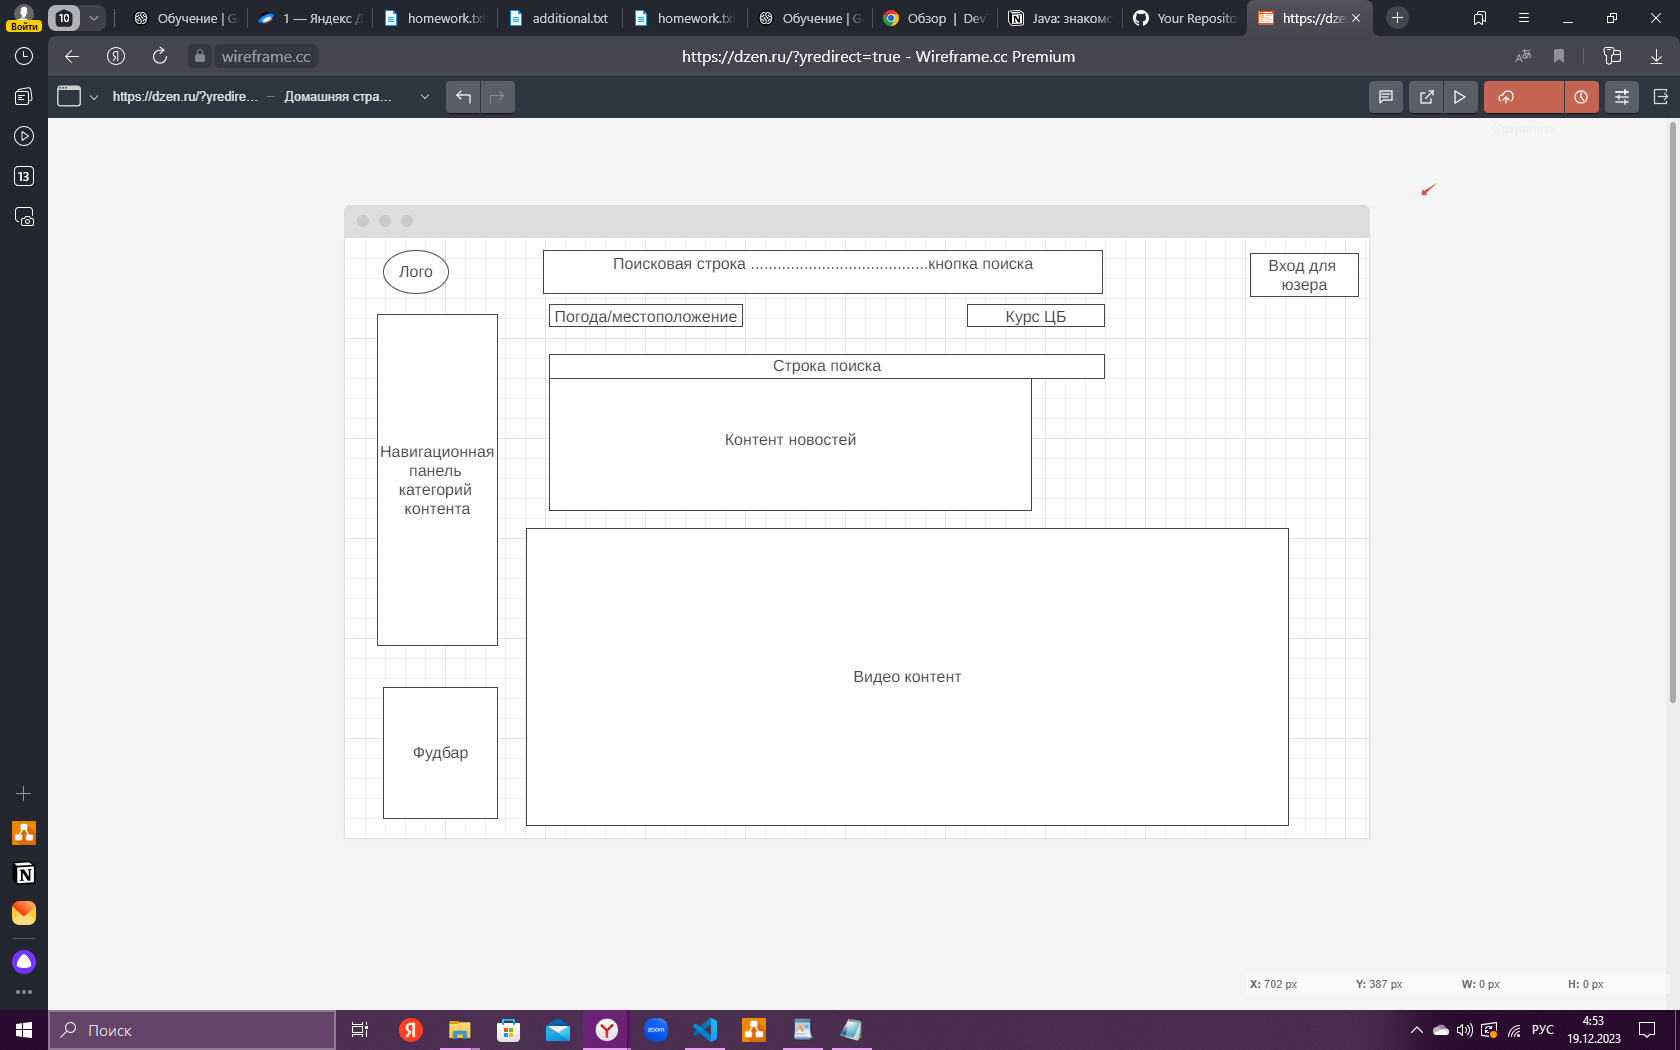 Войти
10
Обучение | G
1 — Яндекс Д
homework.txt
additional.txt
homework.txt
Обучение | G
Обзор | Dev
Java: знакомс
Your Reposito
https://dze
wireframe.cc
https://dzen.ru/?yredirect=true - Wireframe.cc Premium
https://dzen.ru/?yredire... – Домашняя стра...
Сохранить
13
Лого
Поисковая строка ........................................кнопка поиска
Вход для
юзера
Погода/местоположение
Курс ЦБ
Строка поиска
Контент новостей
Навигационная
панель
категорий
контента
Видео контент
Фудбар
X: 702 px
Y: 387 px
W: 0 px
H: 0 px
Поиск
zoom
РУС
4:53
19.12.2023